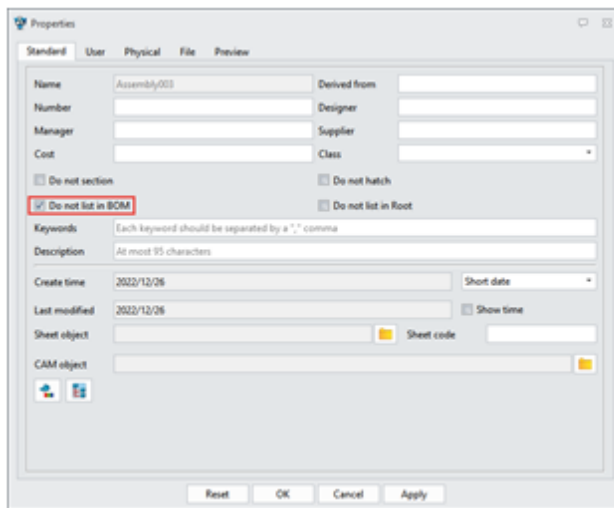 Properties
Standard User Physical File Preview
Name Assembly003 Derived from
Number Designer
Manager Supplier
Cost Class
Do not section Do not hatch
Do not list in BOM Do not list in Root
Keywords Each keyword should be separated by a "," comma
Description At most 95 characters
Create time 2022/12/26 Short date
Last modified 2022/12/26 Show time
Sheet object Sheet code
CAM object
Reset OK Cancel Apply